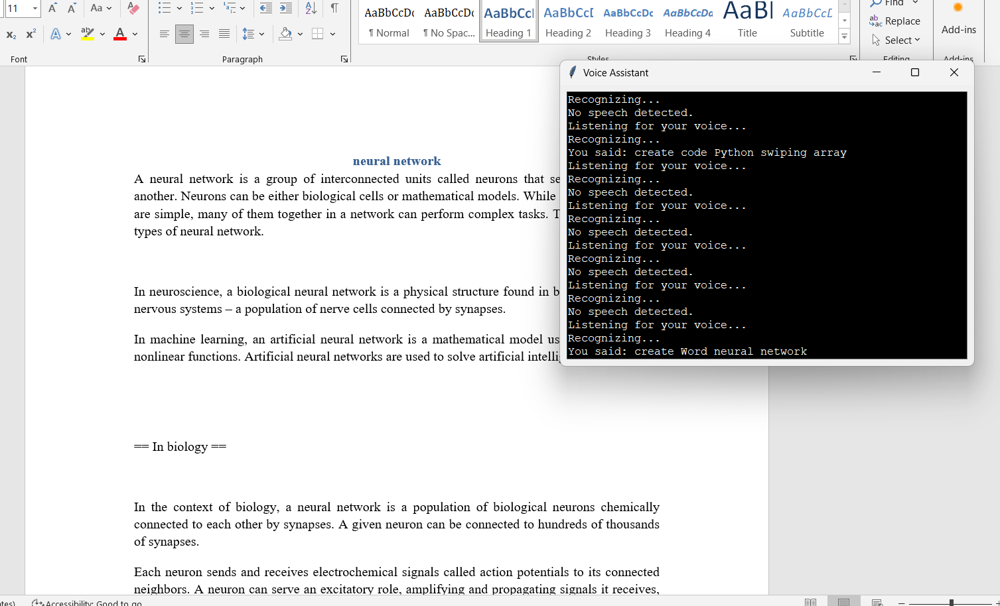 11
Aa
AaBbCcDc AaBbCcDc AaBbCc AaBbCcD AaBbCcDc AaBbCcDc AaB AaBbCcD
¶ Normal ¶ No Spac... Heading 1 Heading 2 Heading 3 Heading 4 Title Subtitle
Find
Replace
Select
Add-ins
Font Paragraph Styles Editing Add-ins
Voice Assistant
Recognizing...
No speech detected.
Listening for your voice...
Recognizing...
You said: create code Python swiping array
Listening for your voice...
Recognizing...
No speech detected.
Listening for your voice...
Recognizing...
No speech detected.
Listening for your voice...
Recognizing...
No speech detected.
Listening for your voice...
Recognizing...
No speech detected.
Listening for your voice...
Recognizing...
You said: create Word neural network
neural network
A neural network is a group of interconnected units called neurons that se
another. Neurons can be either biological cells or mathematical models. While
are simple, many of them together in a network can perform complex tasks. T
types of neural network.
In neuroscience, a biological neural network is a physical structure found in b
nervous systems – a population of nerve cells connected by synapses.
In machine learning, an artificial neural network is a mathematical model us
nonlinear functions. Artificial neural networks are used to solve artificial intelli
== In biology ==
In the context of biology, a neural network is a population of biological neurons chemically
connected to each other by synapses. A given neuron can be connected to hundreds of thousands
of synapses.
Each neuron sends and receives electrochemical signals called action potentials to its connected
neighbors. A neuron can serve an excitatory role, amplifying and propagating signals it receives,
Accessibility: Good to go